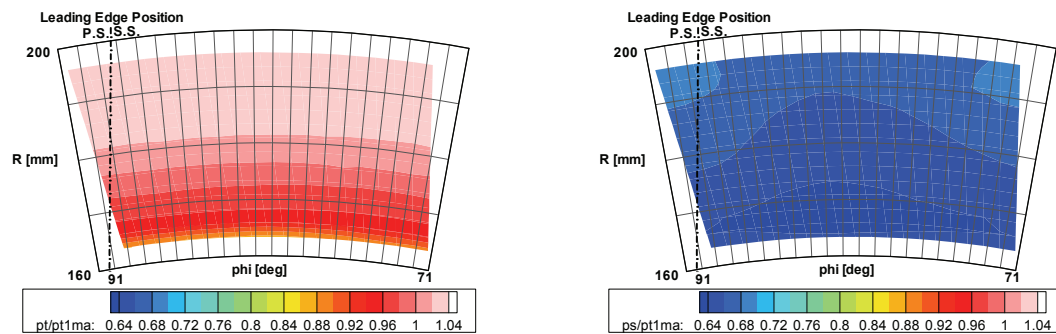 Leading Edge Position
P.S. S.S.
200
R [mm]
160
91
phi [deg]
71
pt/pt1ma: 0.64 0.68 0.72 0.76 0.8 0.84 0.88 0.92 0.96 1 1.04
Leading Edge Position
P.S. S.S.
200
R [mm]
160
91
phi [deg]
71
ps/pt1ma: 0.64 0.68 0.72 0.76 0.8 0.84 0.88 0.92 0.96 1 1.04